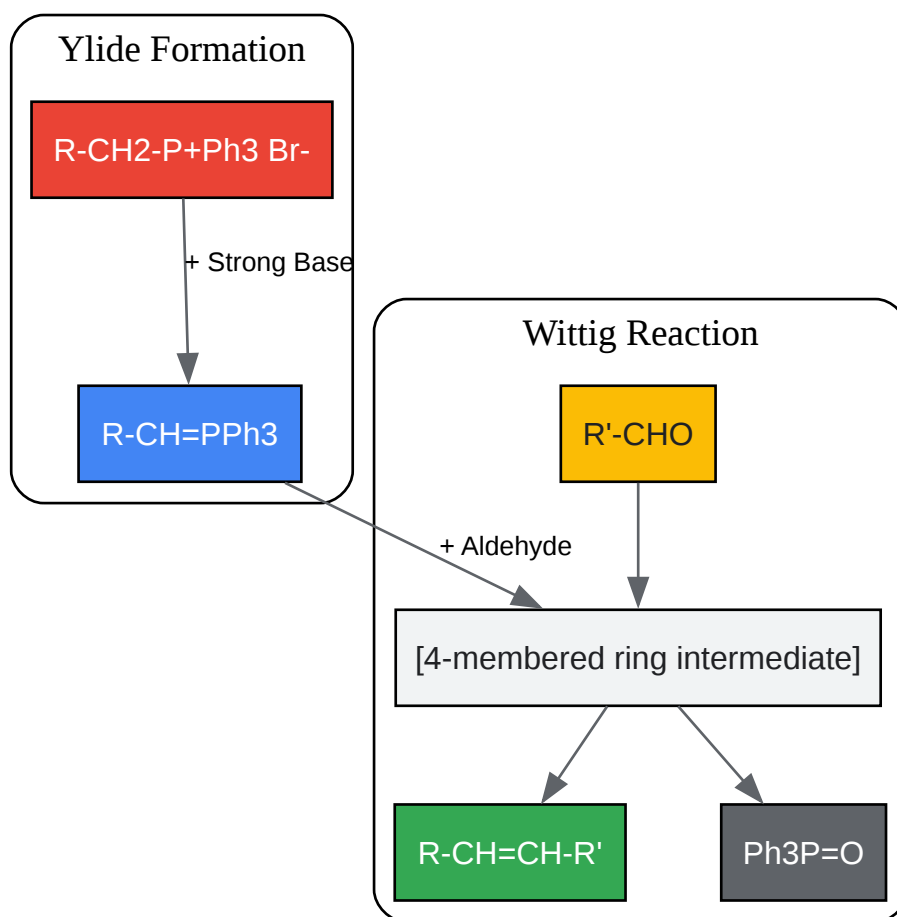 Ylide Formation
R-CH2-P+Ph3 Br-
+ Strong Base
R-CH=PPh3
Wittig Reaction
R'-CHO
+ Aldehyde
[4-membered ring intermediate]
R-CH=CH-R'
Ph3P=O